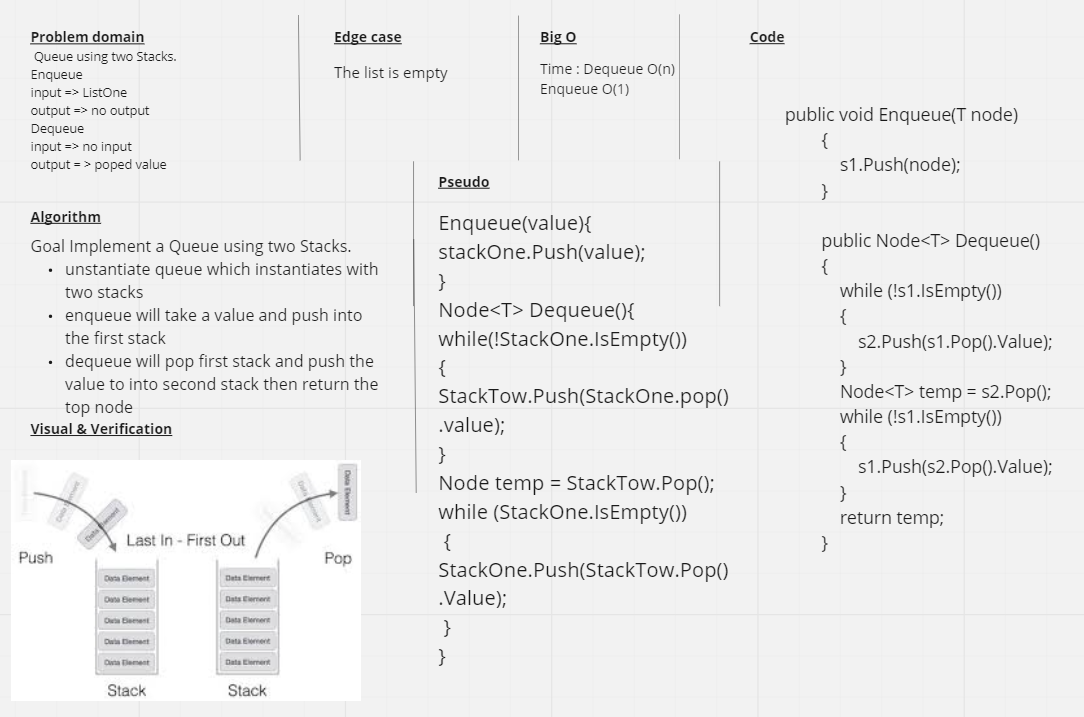 Problem domain
Queue using two Stacks.
Enqueue
input => ListOne
output => no output
Dequeue
input => no input
output = > poped value
Edge case
The list is empty
Big O
Time : Dequeue O(n)
Enqueue O(1)
Code
public void Enqueue(T node)
{
s1.Push(node);
}
public Node<T> Dequeue()
{
while (!s1.IsEmpty())
{
s2.Push(s1.Pop().Value);
}
Node<T> temp = s2.Pop();
while (!s1.IsEmpty())
{
s1.Push(s2.Pop().Value);
}
return temp;
}
Algorithm
Goal Implement a Queue using two Stacks.
• unstantiate queue which instantiates with
two stacks
• enqueue will take a value and push into
the first stack
• dequeue will pop first stack and push the
value to into second stack then return the
top node
Pseudo
Enqueue(value){
stackOne.Push(value);
}
Node<T> Dequeue(){
while(!StackOne.IsEmpty())
{
StackTow.Push(StackOne.pop()
.value);
}
Node temp = StackTow.Pop();
while (StackOne.IsEmpty())
{
StackOne.Push(StackTow.Pop()
.Value);
}
}
Visual & Verification
Data Element
Data Element
Data Element
Data Element
Push
Last In - First Out
Pop
Data Element
Data Element
Data Element
Data Element
Data Element
Stack
Data Element
Data Element
Data Element
Data Element
Data Element
Stack